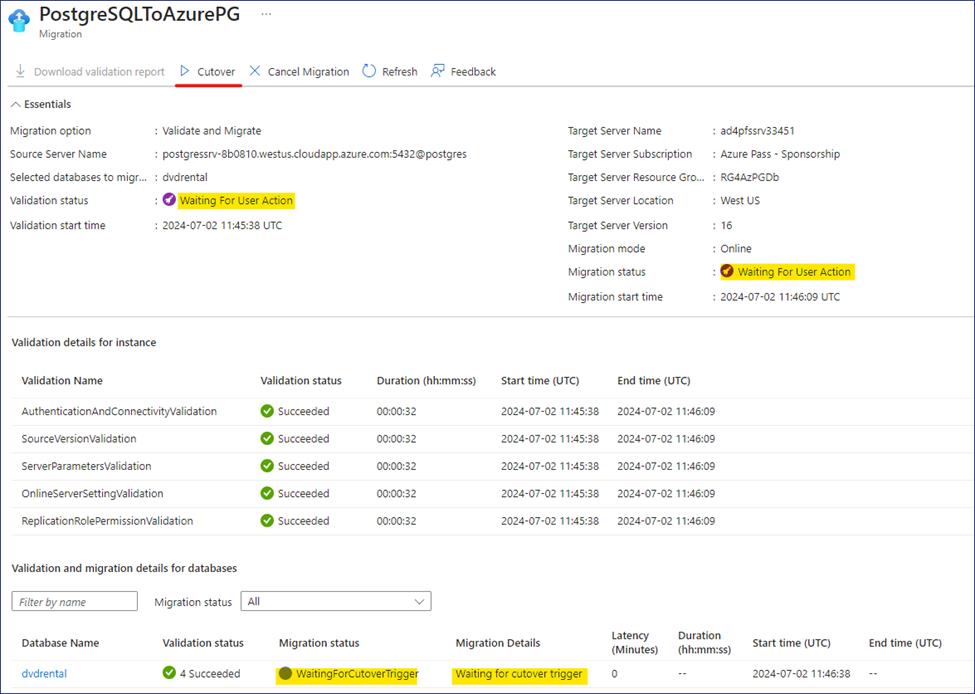 PostgreSQLToAzurePG ...
Migration
Download validation report Cutover Cancel Migration Refresh Feedback
Essentials
Migration option : Validate and Migrate
Source Server Name : postgressrv-8b0810.westus.cloudapp.azure.com:5432@postgres
Selected databases to migr... : dvdrental
Validation status : Waiting For User Action
Validation start time : 2024-07-02 11:45:38 UTC
Target Server Name : ad4pfssrv33451
Target Server Subscription : Azure Pass - Sponsorship
Target Server Resource Gro... : RG4AzPGDb
Target Server Location : West US
Target Server Version : 16
Migration mode : Online
Migration status : Waiting For User Action
Migration start time : 2024-07-02 11:46:09 UTC
Validation details for instance
Validation Name Validation status Duration (hh:mm:ss) Start time (UTC) End time (UTC)
AuthenticationAndConnectivityValidation Succeeded 00:00:32 2024-07-02 11:45:38 2024-07-02 11:46:09
SourceVersionValidation Succeeded 00:00:32 2024-07-02 11:45:38 2024-07-02 11:46:09
ServerParametersValidation Succeeded 00:00:32 2024-07-02 11:45:38 2024-07-02 11:46:09
OnlineServerSettingValidation Succeeded 00:00:32 2024-07-02 11:45:38 2024-07-02 11:46:09
ReplicationRolePermissionValidation Succeeded 00:00:32 2024-07-02 11:45:38 2024-07-02 11:46:09
Validation and migration details for databases
Filter by name Migration status All
Database Name Validation status Migration status Migration Details Latency (Minutes) Duration (hh:mm:ss) Start time (UTC) End time (UTC)
dvdrental 4 Succeeded WaitingForCutoverTrigger Waiting for cutover trigger 0 -- 2024-07-02 11:46:38 --